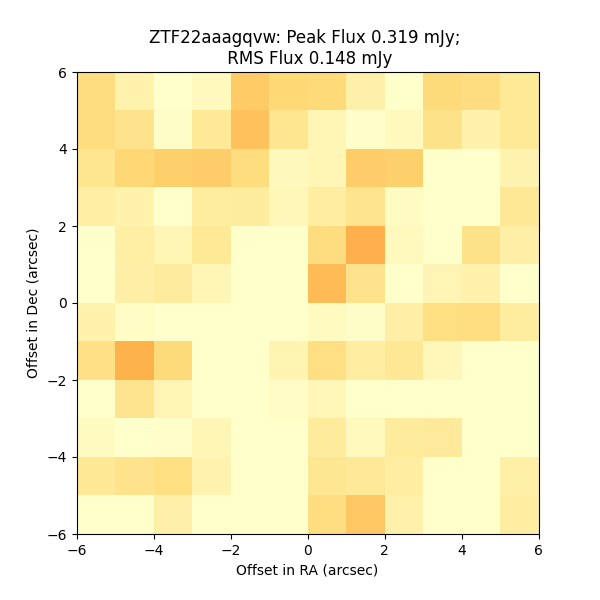 ZTF22aaagqvw: Peak Flux 0.319 mJy;
RMS Flux 0.148 mJy
6
4
2
0
−2
−4
−6
Offset in Dec (arcsec)
−6 −4 −2 0 2 4 6
Offset in RA (arcsec)